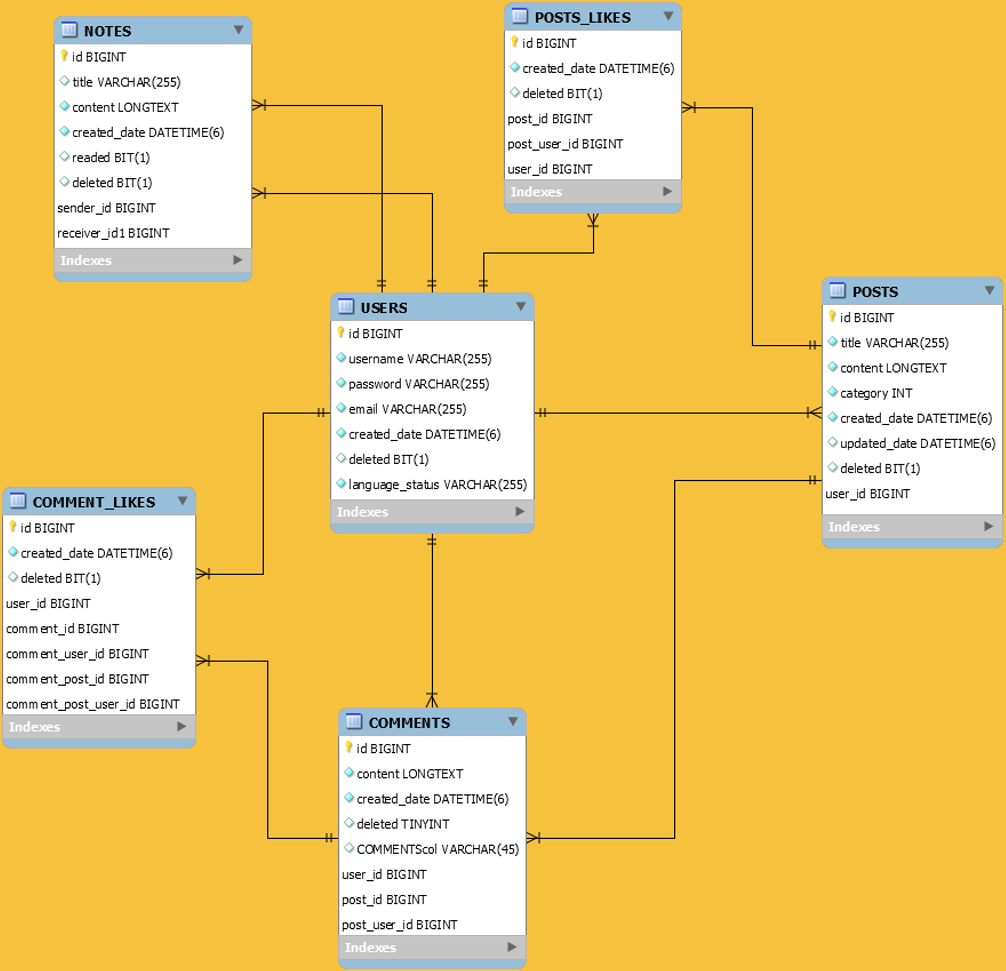 NOTES
id BIGINT
title VARCHAR(255)
content LONGTEXT
created_date DATETIME(6)
readed BIT(1)
deleted BIT(1)
sender_id BIGINT
receiver_id1 BIGINT
Indexes
POSTS_LIKES
id BIGINT
created_date DATETIME(6)
deleted BIT(1)
post_id BIGINT
post_user_id BIGINT
user_id BIGINT
Indexes
USERS
id BIGINT
username VARCHAR(255)
password VARCHAR(255)
email VARCHAR(255)
created_date DATETIME(6)
deleted BIT(1)
language_status VARCHAR(255)
Indexes
POSTS
id BIGINT
title VARCHAR(255)
content LONGTEXT
category INT
created_date DATETIME(6)
updated_date DATETIME(6)
deleted BIT(1)
user_id BIGINT
Indexes
COMMENT_LIKES
id BIGINT
created_date DATETIME(6)
deleted BIT(1)
user_id BIGINT
comment_id BIGINT
comment_user_id BIGINT
comment_post_id BIGINT
comment_post_user_id BIGINT
Indexes
COMMENTS
id BIGINT
content LONGTEXT
created_date DATETIME(6)
deleted TINYINT
COMMENTScol VARCHAR(45)
user_id BIGINT
post_id BIGINT
post_user_id BIGINT
Indexes